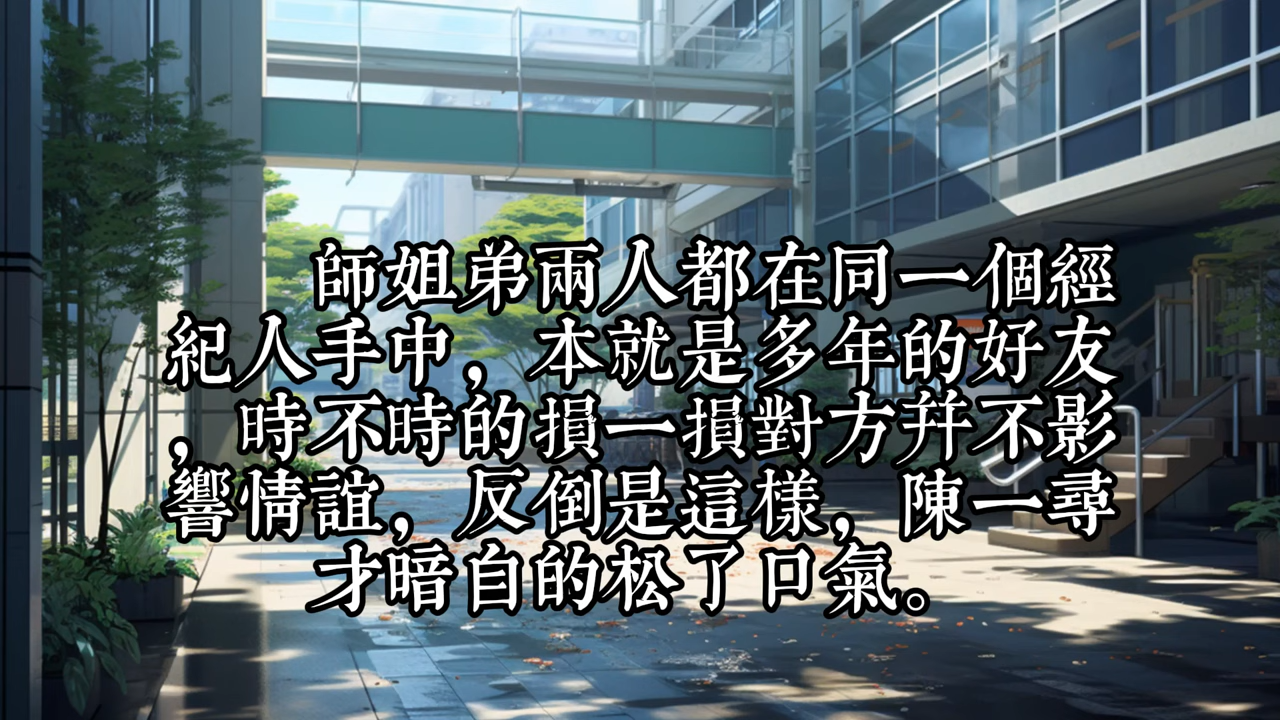 師姐弟兩人都在同一個經
紀人手中，本就是多年的好友
，時不時的損一損對方并不影
響情誼，反倒是這樣，陳一尋
才暗自的松了口氣。